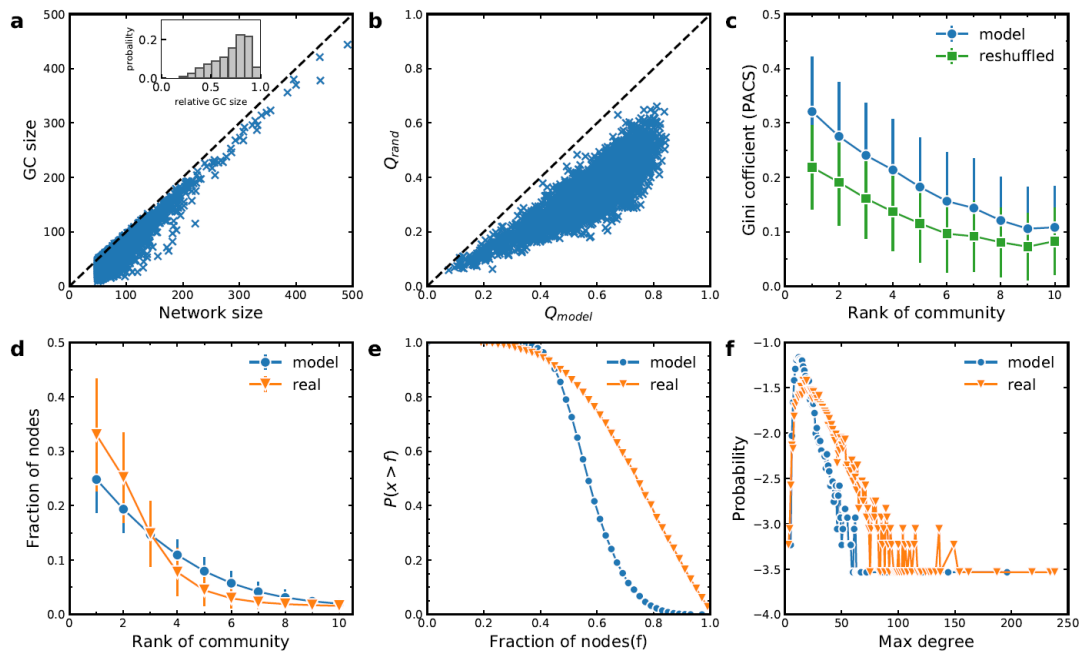 a
500
400
300
200
100
0
GC size
0 100 200 300 400 500
Network size
0.2
0.0
probability
0.0 0.5 1.0
relative GC size
b
1.0
0.8
0.6
0.4
0.2
0.0
Q_rand
0.0 0.2 0.4 0.6 0.8 1.0
Q_model
c
0.5
0.4
0.3
0.2
0.1
0.0
Gini cofficient (PACS)
model
reshuffled
0 2 4 6 8 10
Rank of community
d
0.5
0.4
0.3
0.2
0.1
0.0
Fraction of nodes
model
real
0 2 4 6 8 10
Rank of community
e
1.0
0.8
0.6
0.4
0.2
0.0
P(x > f)
model
real
0.0 0.2 0.4 0.6 0.8 1.0
Fraction of nodes(f)
f
−1.0
−1.5
−2.0
−2.5
−3.0
−3.5
−4.0
Probability
model
real
0 50 100 150 200 250
Max degree